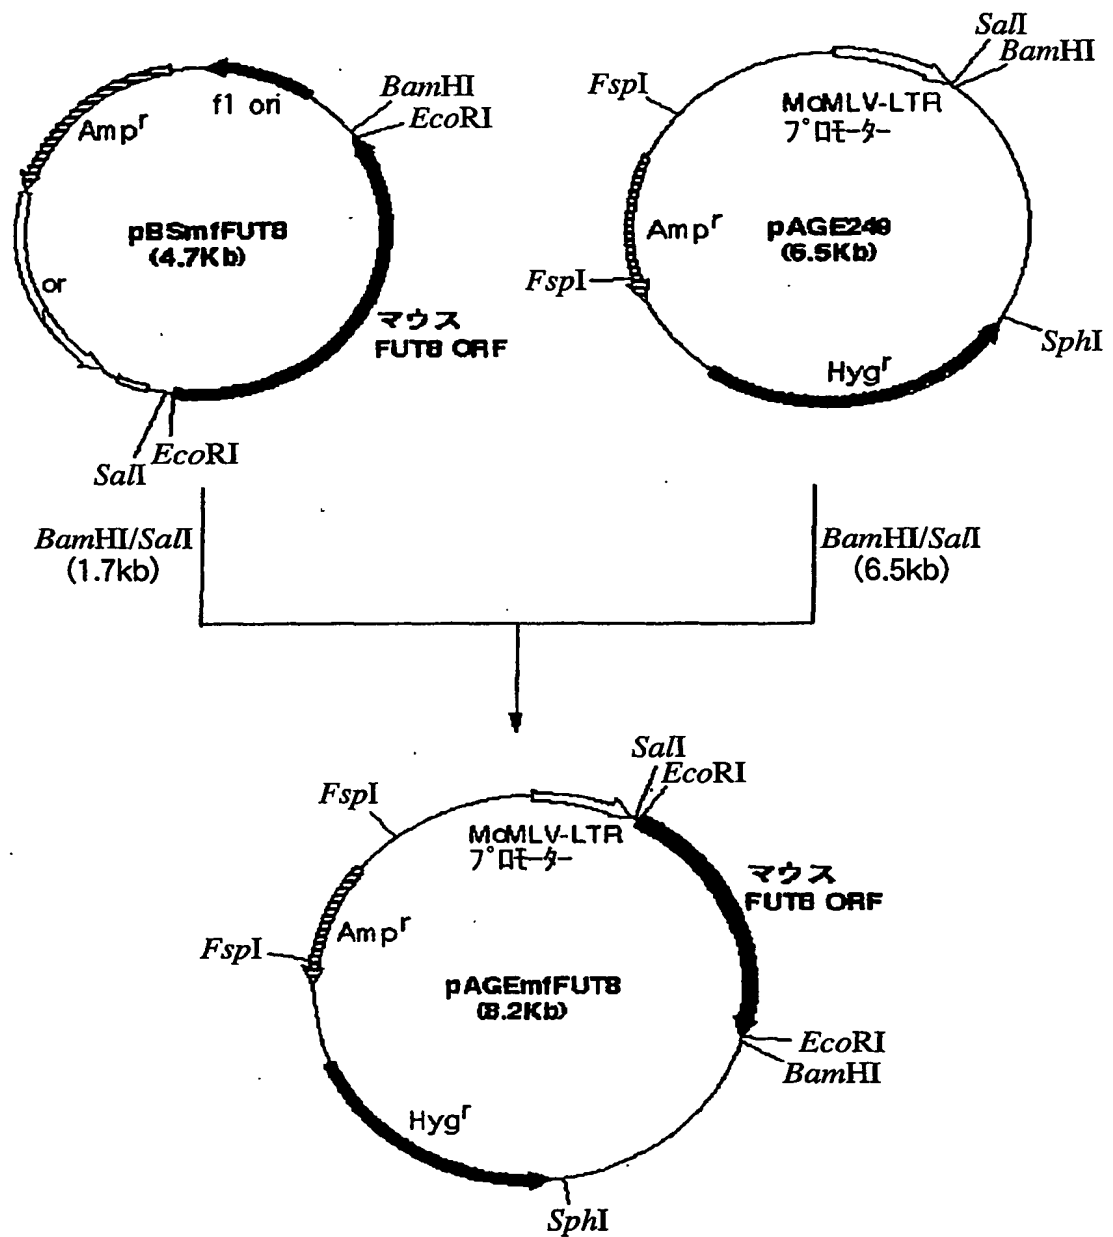 BamHI
EcoRI
f1 ori
Ampr
pBSmfFUT8
(4.7Kb)
or
マウス
FUT8 ORF
EcoRI
SalI
SalI
BamHI
FspI
MoMLV-LTR
プロモーター
Ampr
pAGE249
(6.5Kb)
FspI
SphI
Hygr
BamHI/SalI
(1.7kb)
BamHI/SalI
(6.5kb)
SalI
EcoRI
FspI
MoMLV-LTR
プロモーター
マウス
FUT8 ORF
Ampr
FspI
pAGEmfFUT8
(8.2Kb)
EcoRI
BamHI
Hygr
SphI